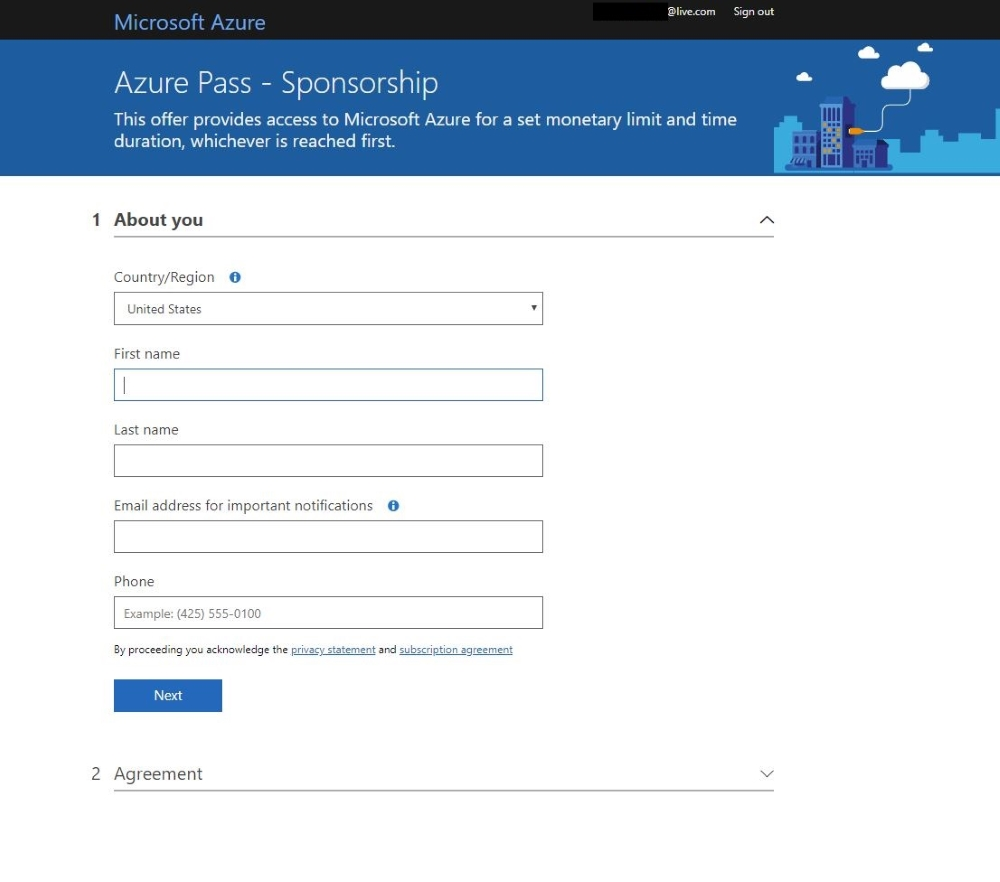 Microsoft Azure
@live.com Sign out
Azure Pass - Sponsorship
This offer provides access to Microsoft Azure for a set monetary limit and time
duration, whichever is reached first.
1 About you
Country/Region
United States
First name
Last name
Email address for important notifications
Phone
Example: (425) 555-0100
By proceeding you acknowledge the privacy statement and subscription agreement
Next
2 Agreement